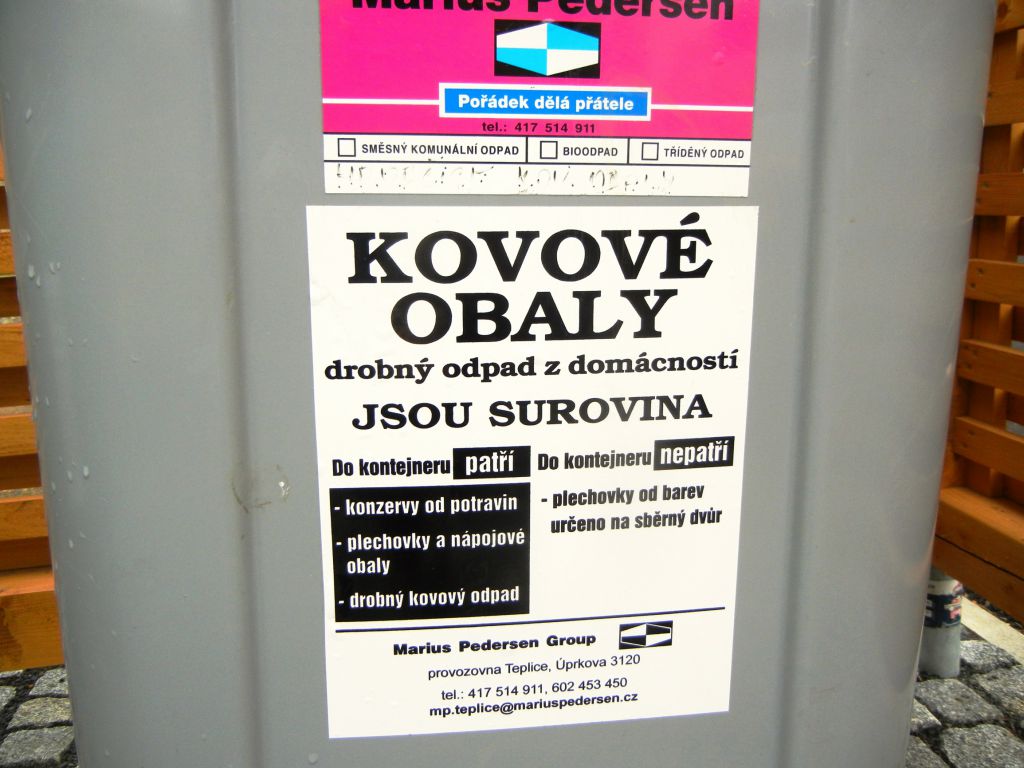 Marius Pedersen
Pořádek dělá přátele
tel.: 417 514 911
SMĚSNÝ KOMUNÁLNÍ ODPAD BIOODPAD TŘÍDĚNÝ ODPAD
KOVOVÉ
OBALY
drobný odpad z domácností
JSOU SUROVINA
Do kontejneru patří
- konzervy od potravin
- plechovky a nápojové
obaly
- drobný kovový odpad
Do kontejneru nepatří
- plechovky od barev
určeno na sběrný dvůr
Marius Pedersen Group
provozovna Teplice, Úprkova 3120
tel.: 417 514 911, 602 453 450
mp.teplice@mariuspedersen.cz